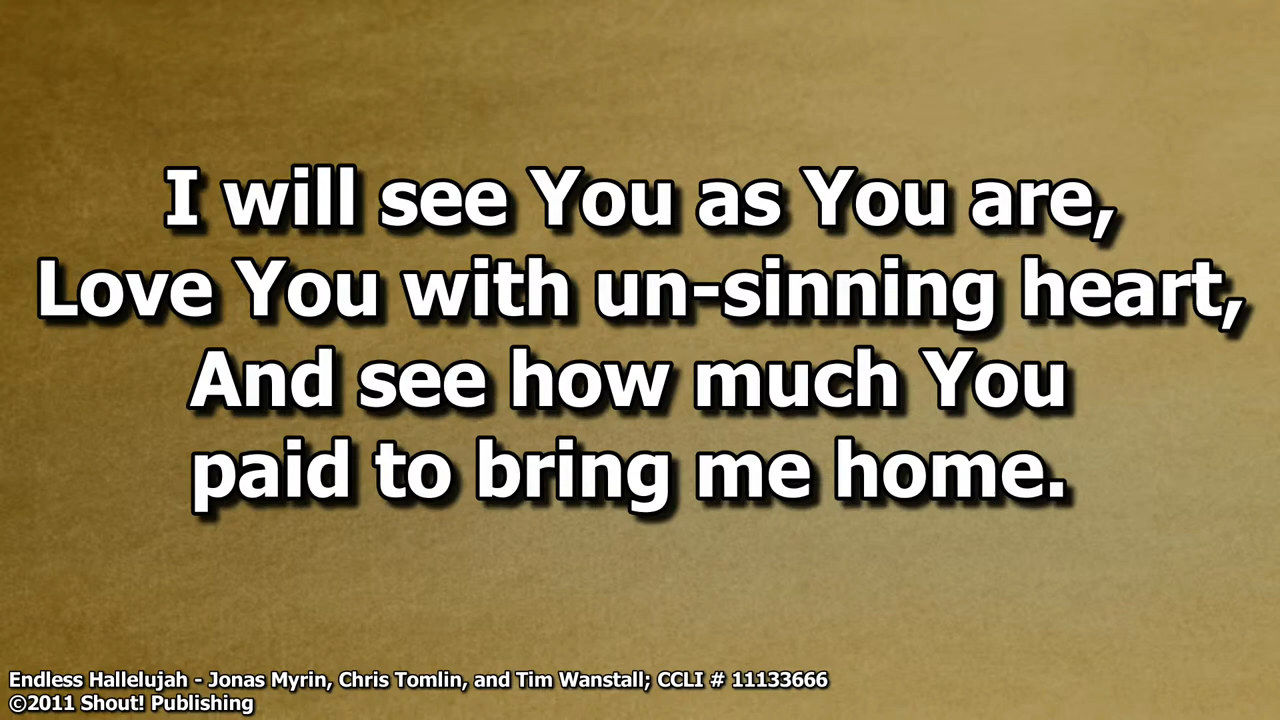 I will see You as You are,
Love You with un-sinning heart,
And see how much You
paid to bring me home.
Endless Hallelujah - Jonas Myrin, Chris Tomlin, and Tim Wanstall; CCLI # 11133666
©2011 Shout! Publishing